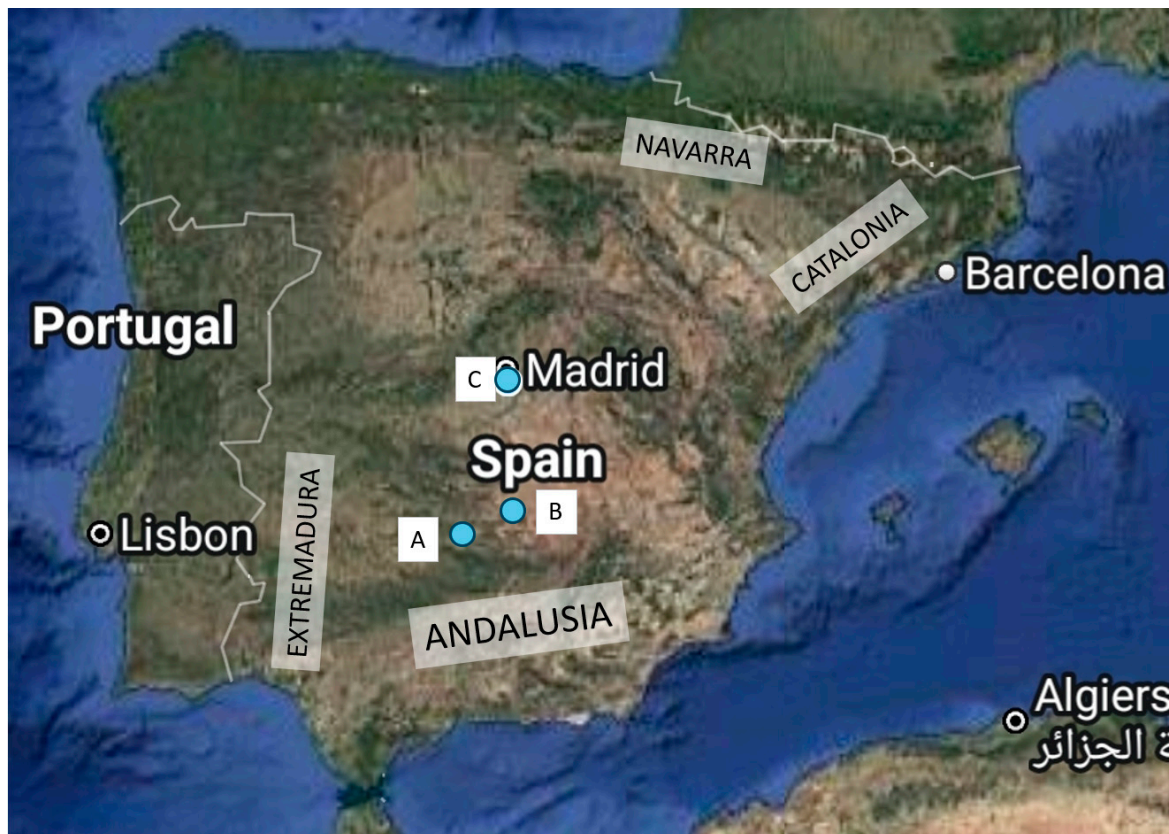 NAVARRA
CATALONIA
Barcelona
Portugal
C
Madrid
Spain
EXTREMADURA
B
A
Lisbon
ANDALUSIA
Algiers
ة الجزائر